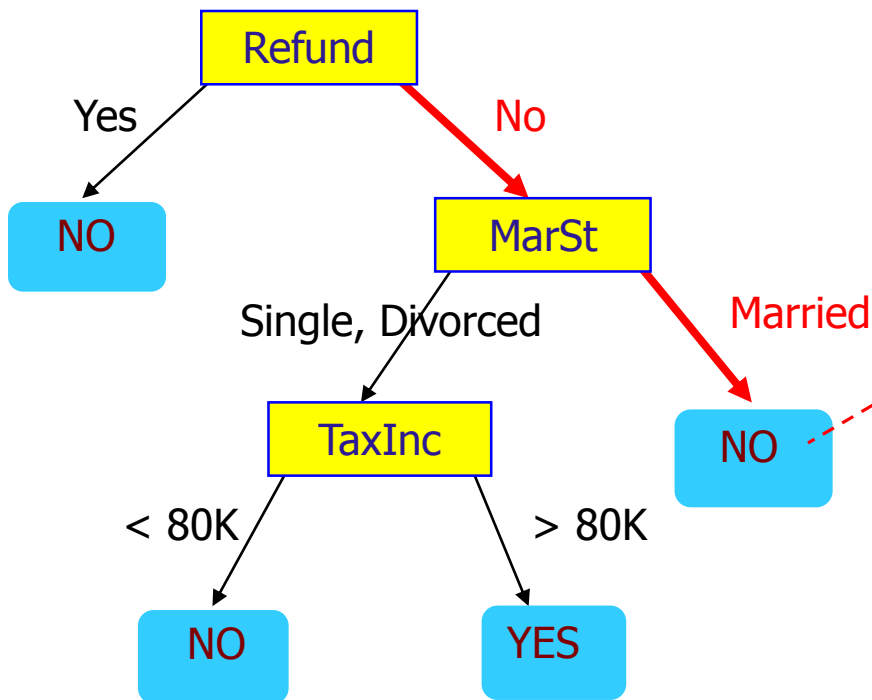 Refund
Yes
No
NO
MarSt
Single, Divorced
Married
TaxInc
NO
< 80K
> 80K
NO
YES